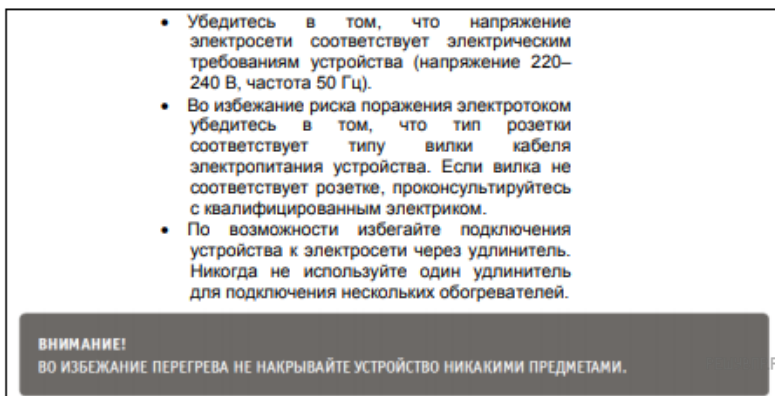 • Убедитесь в том, что напряжение
электросети соответствует электрическим
требованиям устройства (напряжение 220–
240 В, частота 50 Гц).
• Во избежание риска поражения электротоком
убедитесь в том, что тип розетки
соответствует типу вилки кабеля
электропитания устройства. Если вилка не
соответствует розетке, проконсультируйтесь
с квалифицированным электриком.
• По возможности избегайте подключения
устройства к электросети через удлинитель.
Никогда не используйте один удлинитель
для подключения нескольких обогревателей.
ВНИМАНИЕ!
ВО ИЗБЕЖАНИЕ ПЕРЕГРЕВА НЕ НАКРЫВАЙТЕ УСТРОЙСТВО НИКАКИМИ ПРЕДМЕТАМИ.